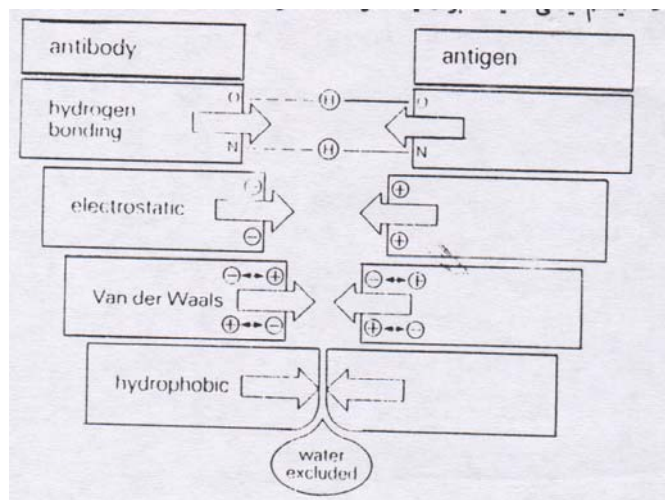 antibody
antigen
hydrogen
bonding
O
H
O
N
H
N
electrostatic
−
+
−
+
Van der Waals
− +
− +
+ −
+ −
hydrophobic
water
excluded